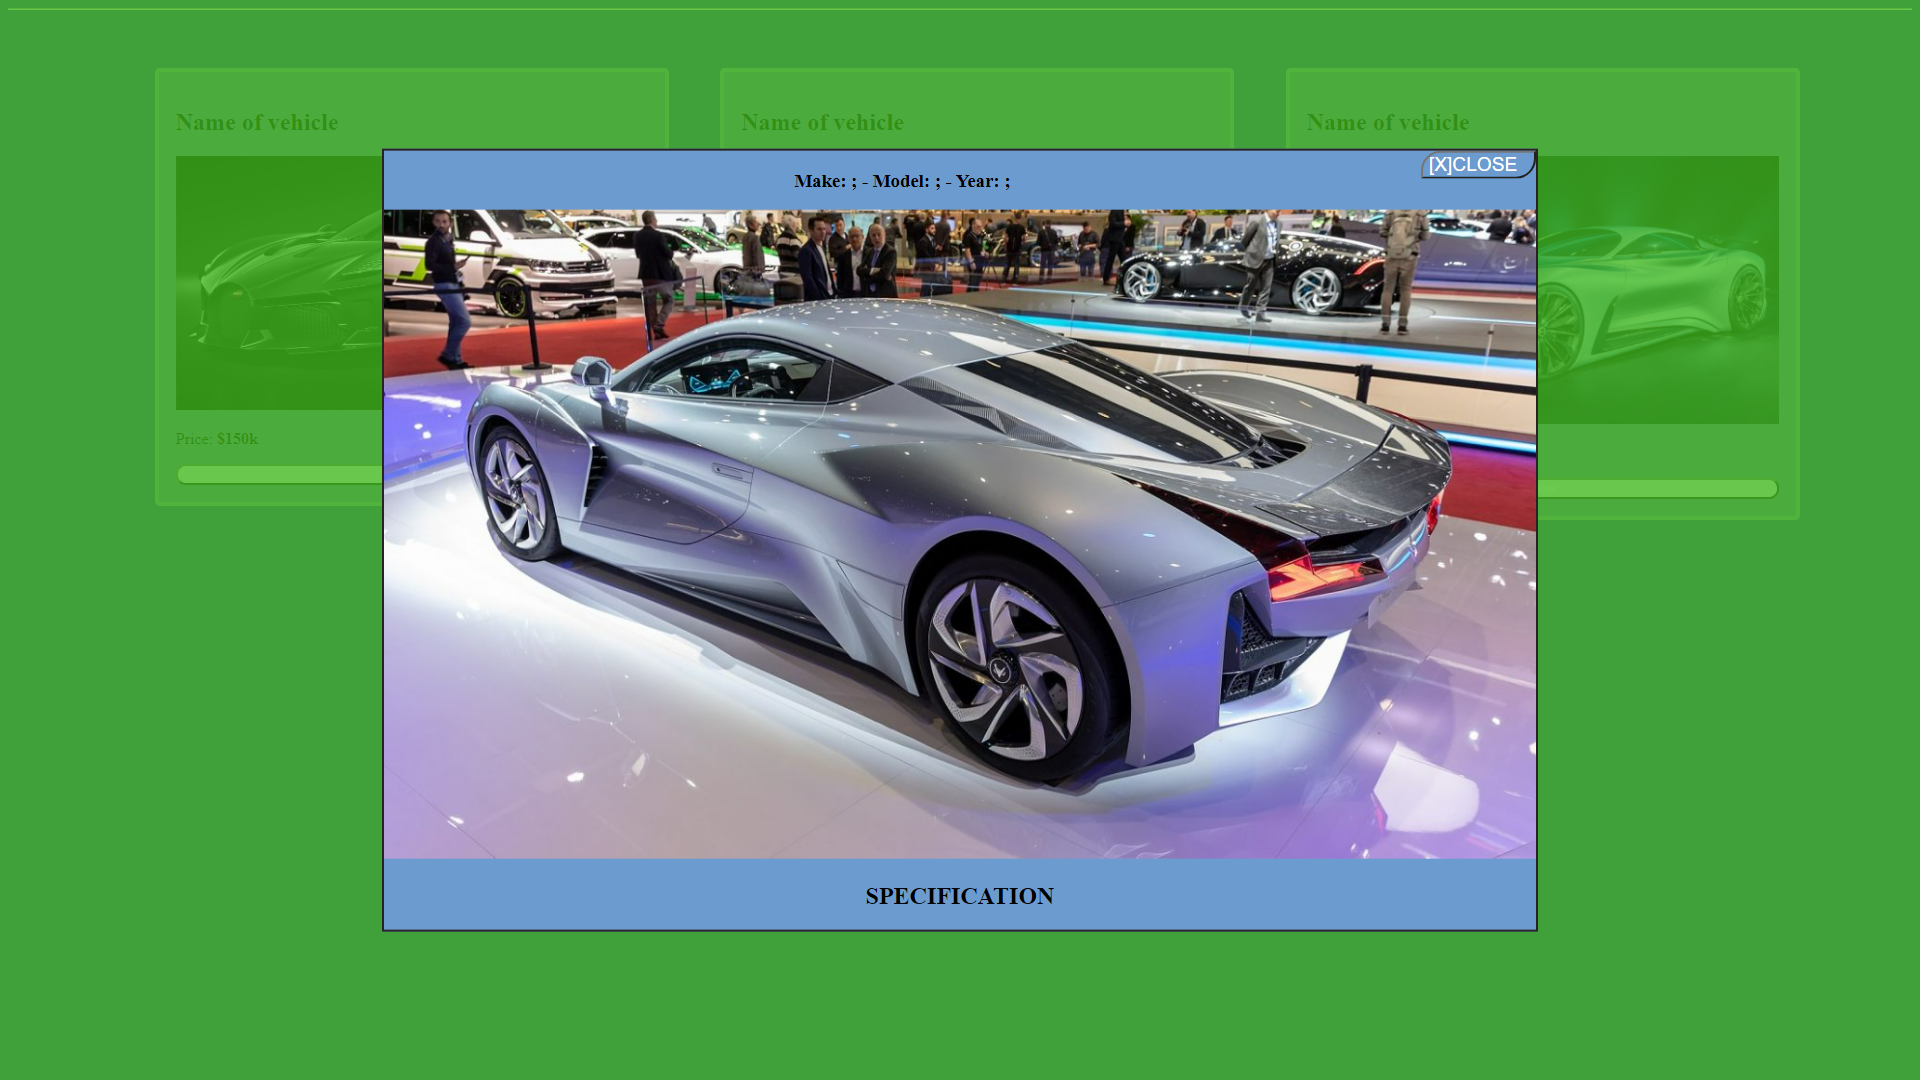 Name of vehicle
Name of vehicle
Name of vehicle
[X]CLOSE
Make: ; - Model: ; - Year: ;
Price: $150k
SPECIFICATION